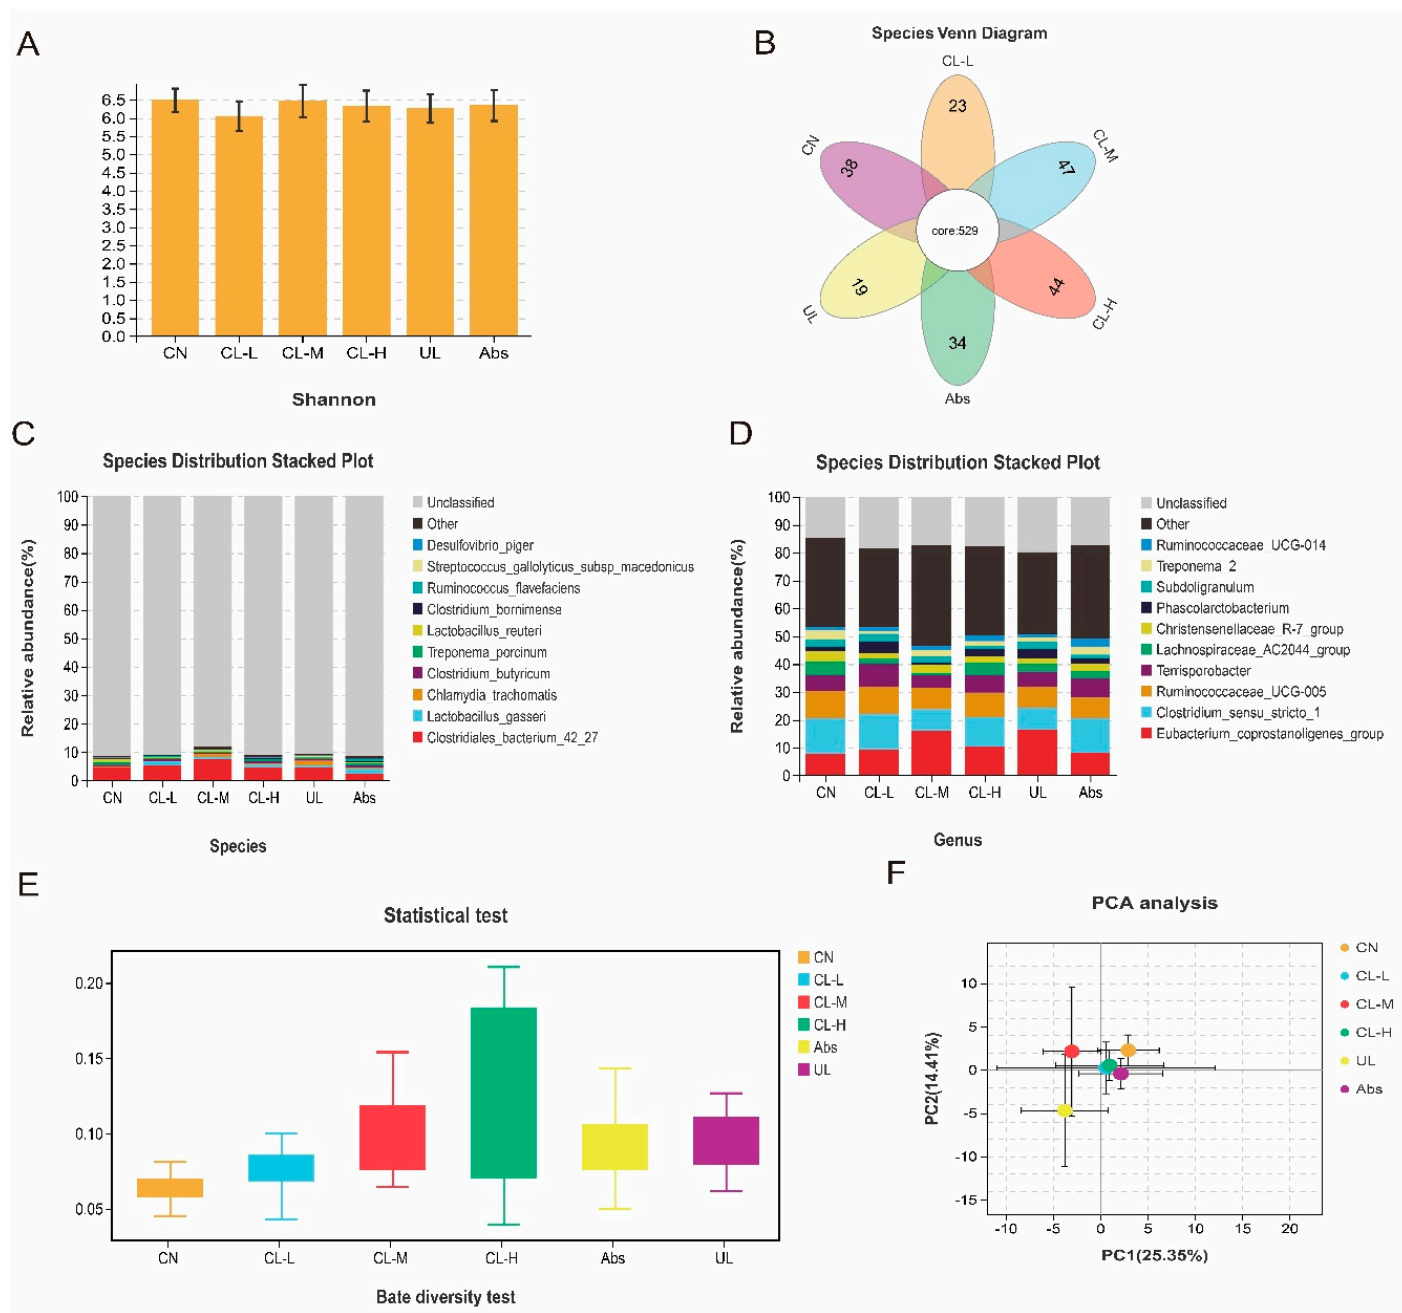 A
6.5
6.0
5.5
5.0
4.5
4.0
3.5
3.0
2.5
2.0
1.5
1.0
0.5
0.0
CN CL-L CL-M CL-H UL Abs
Shannon
B
Species Venn Diagram
CL-L
23
CN
38
CL-M
47
core:529
UL
19
CL-H
44
34
Abs
C
Species Distribution Stacked Plot
Relative abundance(%)
100
90
80
70
60
50
40
30
20
10
0
CN CL-L CL-M CL-H UL Abs
Species
Unclassified
Other
Desulfovibrio_piger
Streptococcus_gallolyticus_subsp_macedonicus
Ruminococcus_flavefaciens
Clostridium_bornimense
Lactobacillus_reuteri
Treponema_porcinum
Clostridium_butyricum
Chlamydia_trachomatis
Lactobacillus_gasseri
Clostridiales_bacterium_42_27
D
Species Distribution Stacked Plot
Relative abundance(%)
100
90
80
70
60
50
40
30
20
10
0
CN CL-L CL-M CL-H UL Abs
Genus
Unclassified
Other
Ruminococcaceae_UCG-014
Treponema_2
Subdoligranulum
Phascolarctobacterium
Christensenellaceae_R-7_group
Lachnospiraceae_AC2044_group
Terrisporobacter
Ruminococcaceae_UCG-005
Clostridium_sensu_stricto_1
Eubacterium_coprostanoligenes_group
E
Statistical test
0.20
0.15
0.10
0.05
CN CL-L CL-M CL-H Abs UL
Bate diversity test
CN
CL-L
CL-M
CL-H
Abs
UL
F
PCA analysis
PC2(14.41%)
10
5
0
-5
-10
-15
-10 -5 0 5 10 15 20
PC1(25.35%)
CN
CL-L
CL-M
CL-H
UL
Abs